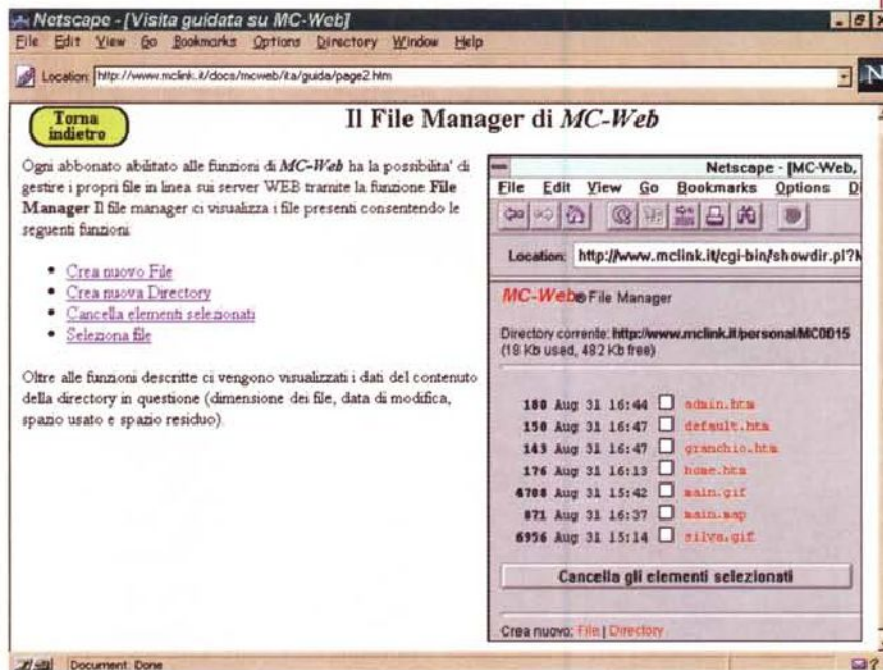 Netscape - [Visita guidata su MC-Web]
File Edit View Go Bookmarks Options Directory Window Help
Location: http://www.mclink.it/docs/mcweb/ita/guida/page2.htm
N
Torna
indietro
Il File Manager di MC-Web
Ogni abbonato abilitato alle funzioni di MC-Web ha la possibilita' di
gestire i propri file in linea sui server WEB tramite la funzione File
Manager Il file manager ci visualizza i file presenti consentendo le
seguenti funzioni
• Crea nuovo File
• Crea nuova Directory
• Cancella elementi selezionati
• Seleziona file
Oltre alle funzioni descritte ci vengono visualizzati i dati del contenuto
della directory in questione (dimensione dei file, data di modifica,
spazio usato e spazio residuo).
Netscape - [MC-Web,
File Edit View Go Bookmarks Options D
Location: http://www.mclink.it/cgi-bin/showdir.pl?M
MC-Web® File Manager
Directory corrente: http://www.mclink.it/personal/MC0015
(19 Kb used, 482 Kb free)
180 Aug 31 16:44 admin.htm
150 Aug 31 16:47 default.htm
143 Aug 31 16:47 granchio.htm
176 Aug 31 16:13 home.htm
6708 Aug 31 15:42 main.gif
871 Aug 31 16:37 main.map
6956 Aug 31 15:14 silva.gif
Cancella gli elementi selezionati
Crea nuovo: File | Directory
Document: Done